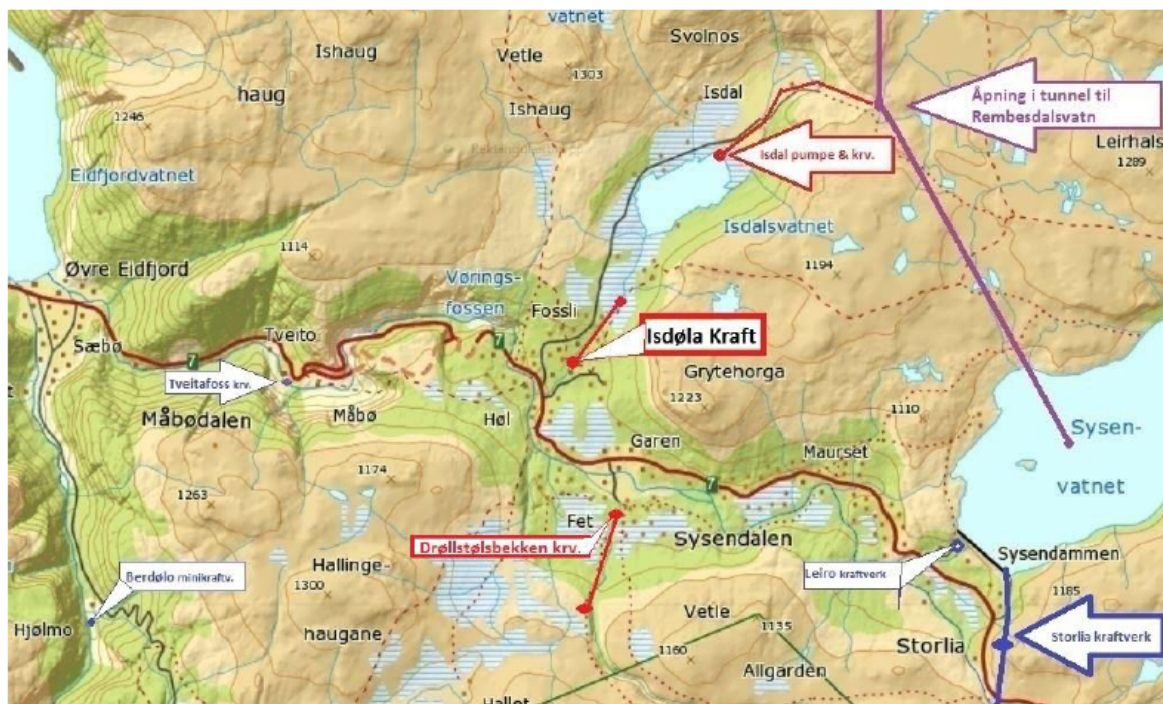 vatnet
Svolnos
Ishaug
Vetle
1303
haug
Ishaug
Isdal
Åpning i tunnel til
Rembesdalsvatn
1246
Isdal pumpe & krv.
Leirhals
1289
Eidfjordvatnet
Isdalsvatnet
1114
1194
Øvre Eidfjord
Vørings-
fossen
Fossli
Tveito
7
Isdøla Kraft
Sæbø
7
Tveitafoss krv.
Grytehorga
1223
Måbødalen
Måbø
Høl
1110
Sysen-
vatnet
Garen
Maurset
1174
7
1263
Fet
Drøllstølsbekken krv.
Sysendalen
Sysendammen
Hallinge-
haugane
1300
Berdølo minikraftv.
Leiro kraftverk
1185
Hjølmo
Vetle
1135
Storlia
Storlia kraftverk
1160
Allgarden